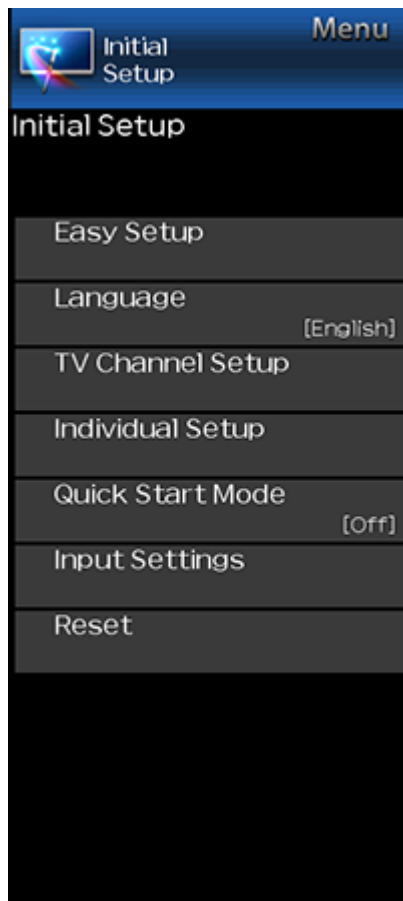 Menu
Initial
Setup
Initial Setup
Easy Setup
Language
[English]
TV Channel Setup
Individual Setup
Quick Start Mode
[Off]
Input Settings
Reset